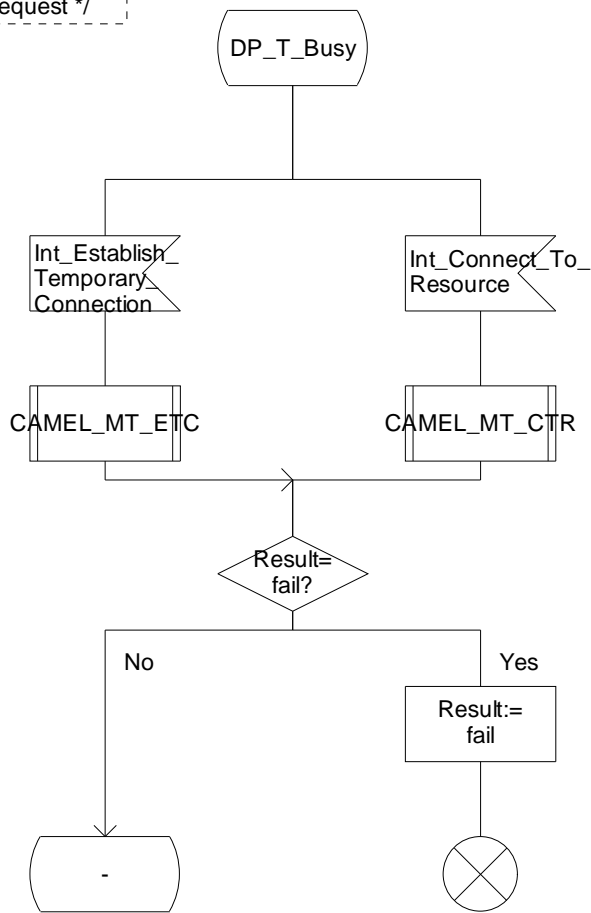 equest */
DP_T_Busy
Int_Establish_
Temporary_
Connection
Int_Connect_To_
Resource
CAMEL_MT_ETC
CAMEL_MT_CTR
Result=
fail?
No
Yes
Result:=
fail
-